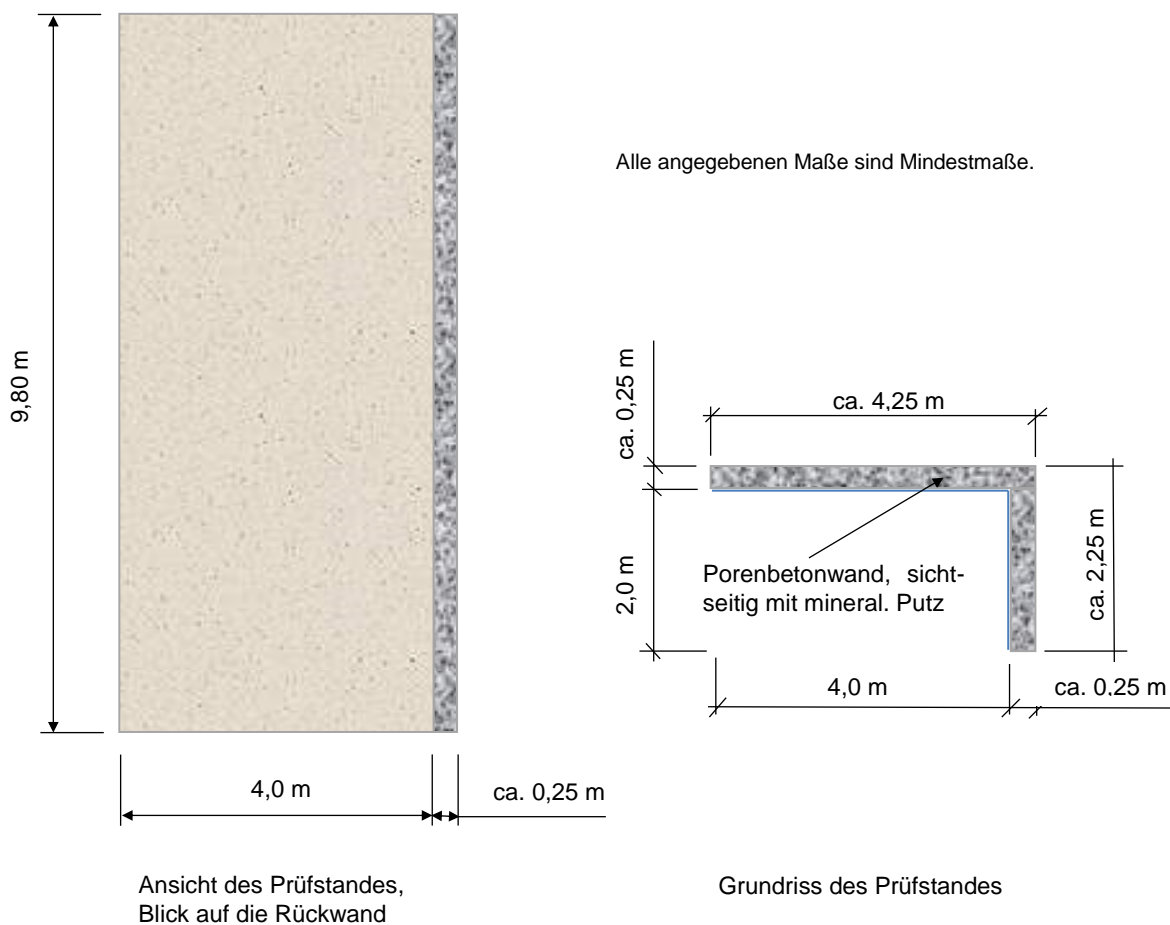 Alle angegebenen Maße sind Mindestmaße.
9,80 m
4,0 m
ca. 0,25 m
Ansicht des Prüfstandes,
Blick auf die Rückwand
ca. 0,25 m
ca. 4,25 m
2,0 m
Porenbetonwand, sicht-
seitig mit mineral. Putz
ca. 2,25 m
4,0 m
ca. 0,25 m
Grundriss des Prüfstandes